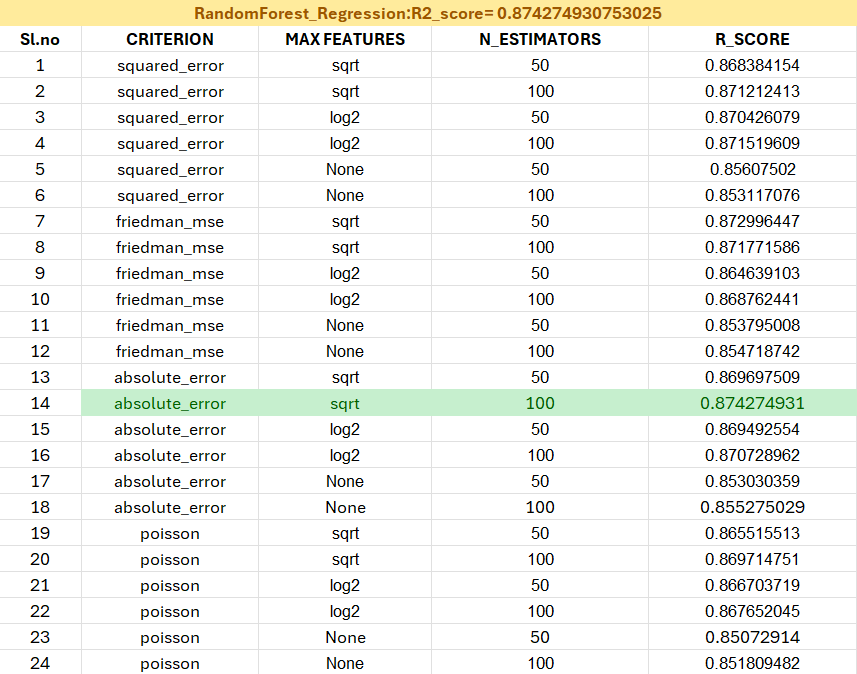 RandomForest_Regression:R2_score= 0.874274930753025
Sl.no CRITERION MAX FEATURES N_ESTIMATORS R_SCORE
1 squared_error sqrt 50 0.868384154
2 squared_error sqrt 100 0.871212413
3 squared_error log2 50 0.870426079
4 squared_error log2 100 0.871519609
5 squared_error None 50 0.85607502
6 squared_error None 100 0.853117076
7 friedman_mse sqrt 50 0.872996447
8 friedman_mse sqrt 100 0.871771586
9 friedman_mse log2 50 0.864639103
10 friedman_mse log2 100 0.868762441
11 friedman_mse None 50 0.853795008
12 friedman_mse None 100 0.854718742
13 absolute_error sqrt 50 0.869697509
14 absolute_error sqrt 100 0.874274931
15 absolute_error log2 50 0.869492554
16 absolute_error log2 100 0.870728962
17 absolute_error None 50 0.853030359
18 absolute_error None 100 0.855275029
19 poisson sqrt 50 0.865515513
20 poisson sqrt 100 0.869714751
21 poisson log2 50 0.866703719
22 poisson log2 100 0.867652045
23 poisson None 50 0.85072914
24 poisson None 100 0.851809482